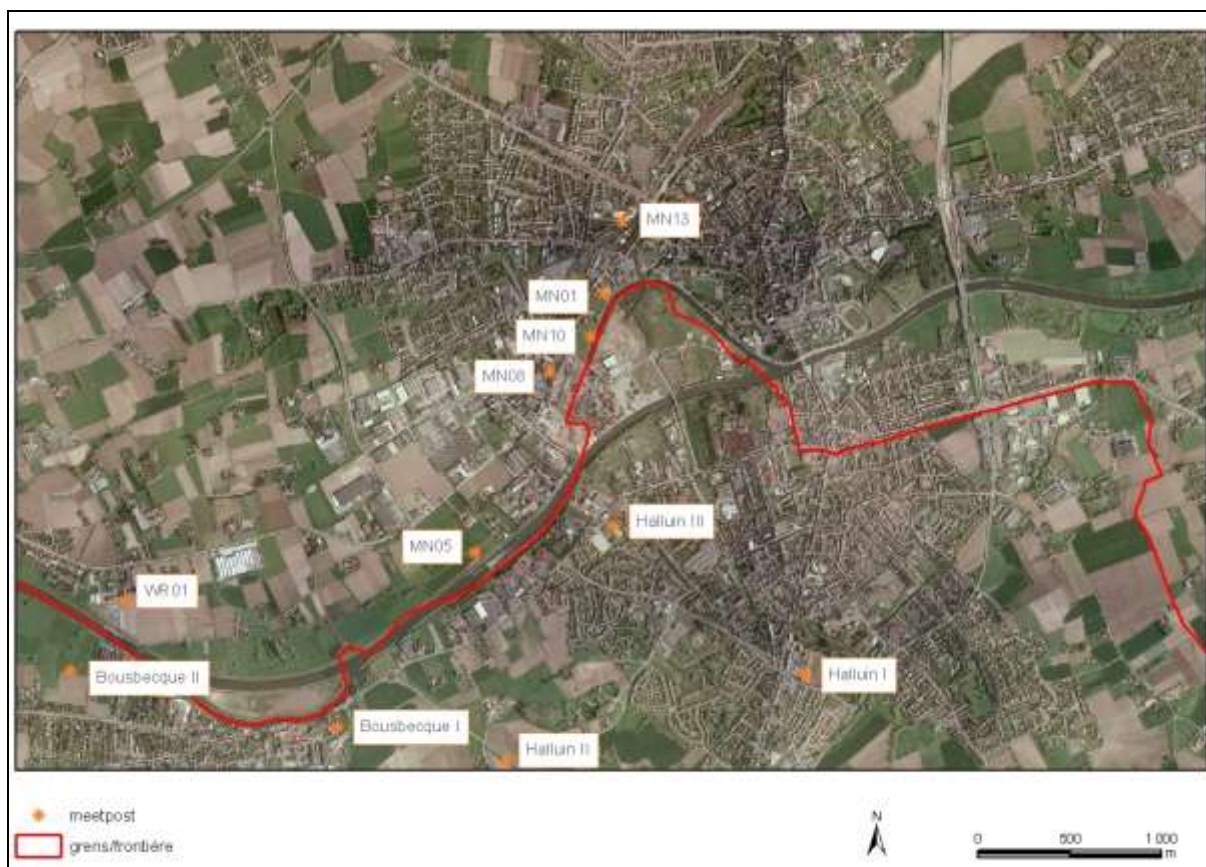 MN13
MN01
MN10
MN08
Halluin III
MN05
WR01
Bousbecque II
Halluin I
Bousbecque I
Halluin II
meetpost
grens/frontière
N
0 500 1 000
m